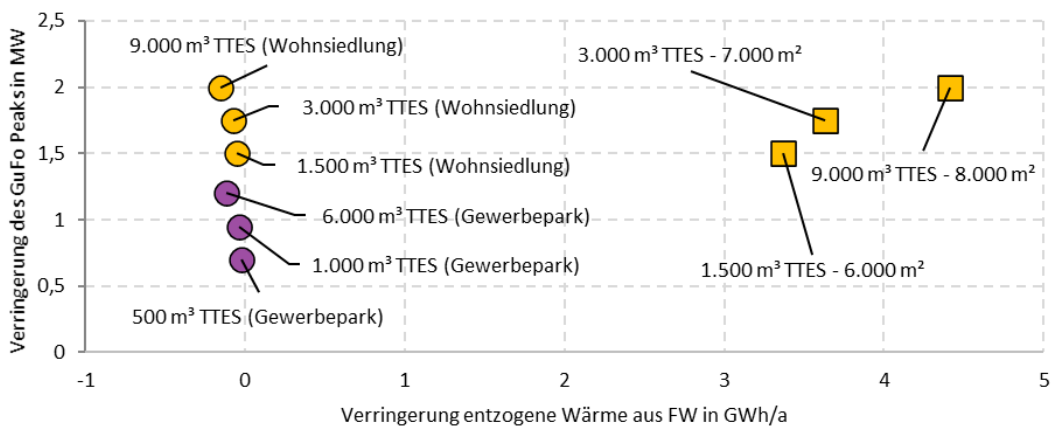 Verringerung des GuFo Peaks in MW
2,5
2
1,5
1
0,5
0
9.000 m³ TTES (Wohnsiedlung)
3.000 m³ TTES (Wohnsiedlung)
1.500 m³ TTES (Wohnsiedlung)
6.000 m³ TTES (Gewerbepark)
1.000 m³ TTES (Gewerbepark)
500 m³ TTES (Gewerbepark)
3.000 m³ TTES - 7.000 m²
9.000 m³ TTES - 8.000 m²
1.500 m³ TTES - 6.000 m²
-1 0 1 2 3 4 5
Verringerung entzogene Wärme aus FW in GWh/a